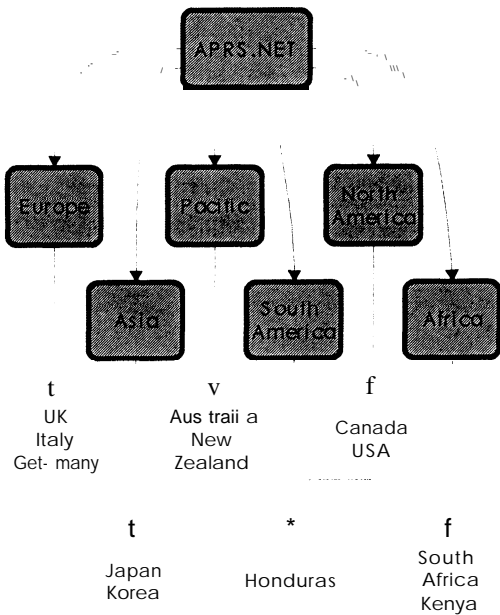 APRS.NET
Europe
Pacific
North
America
Asia
South
America
Africa
t
v
f
UK
Italy
Get- many
Aus traii a
New
Zealand
Canada
USA
t
*
f
Japan
Korea
Honduras
South
Africa
Kenya